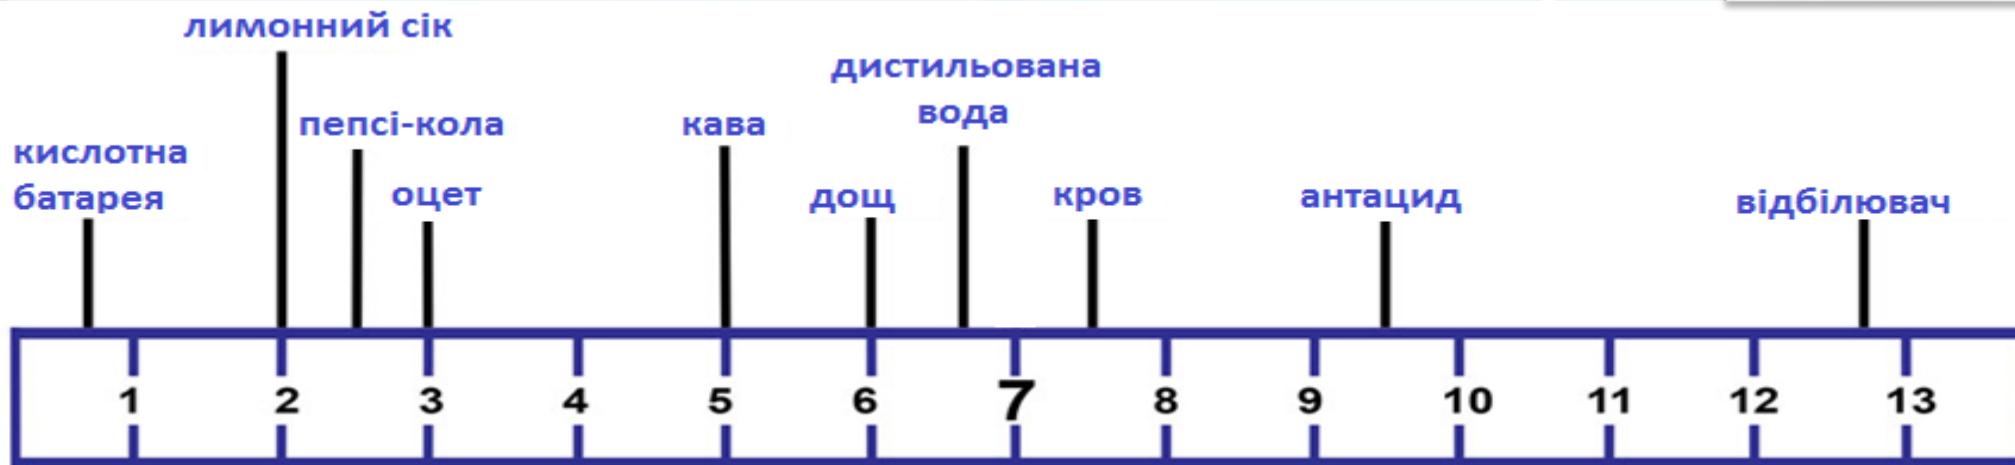 лимонний сік
дистильована
вода
пепсі-кола
кава
кислотна
батарея
оцет
дощ
кров
антацид
відбілювач
1 2 3 4 5 6 7 8 9 10 11 12 13